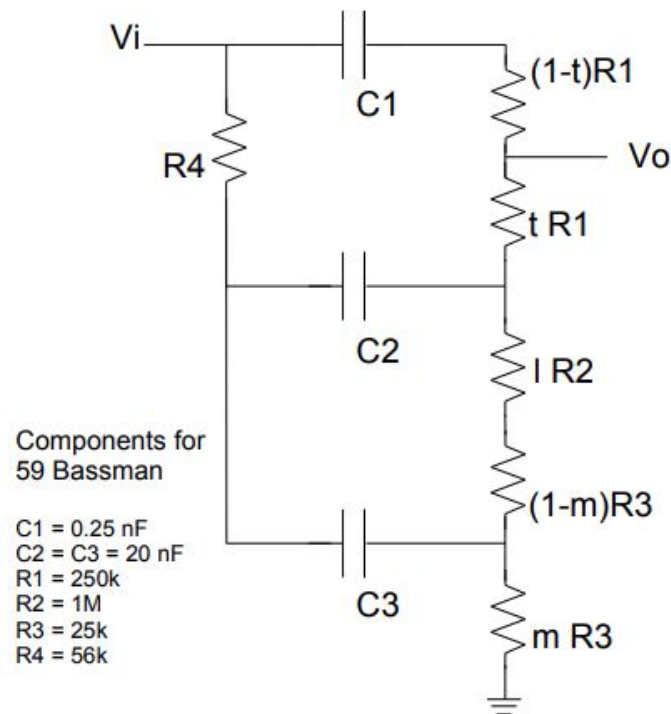 Vi
C1
(1-t)R1
Vo
R4
t R1
C2
l R2
Components for
59 Bassman
(1-m)R3
C1 = 0.25 nF
C2 = C3 = 20 nF
R1 = 250k
R2 = 1M
R3 = 25k
R4 = 56k
C3
m R3